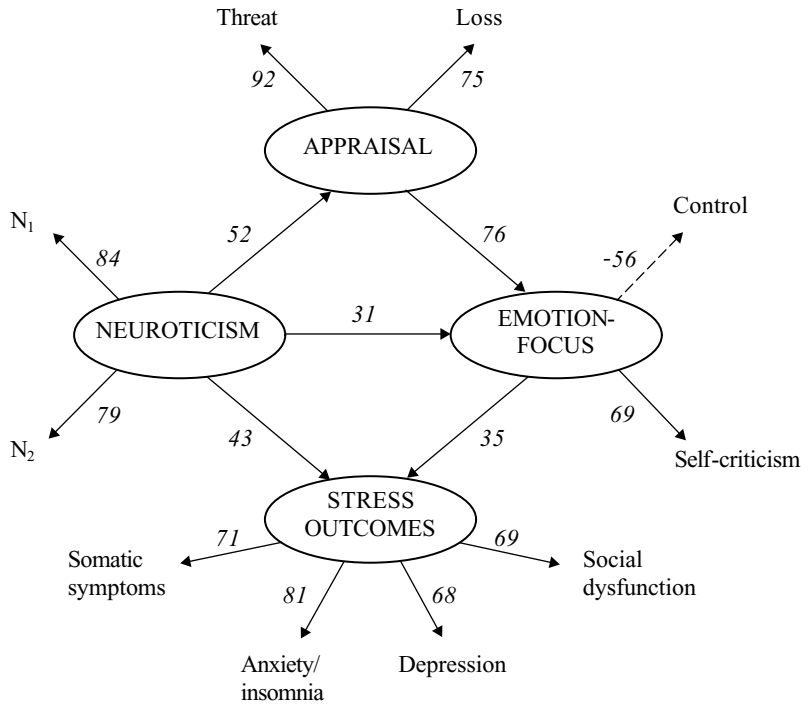 Threat
Loss
92
75
APPRAISAL
N₁
84
52
76
Control
-56
NEUROTICISM
31
EMOTION-
FOCUS
79
N₂
43
35
69
Self-criticism
STRESS
OUTCOMES
71
69
Somatic
symptoms
81
68
Social
dysfunction
Anxiety/
insomnia
Depression